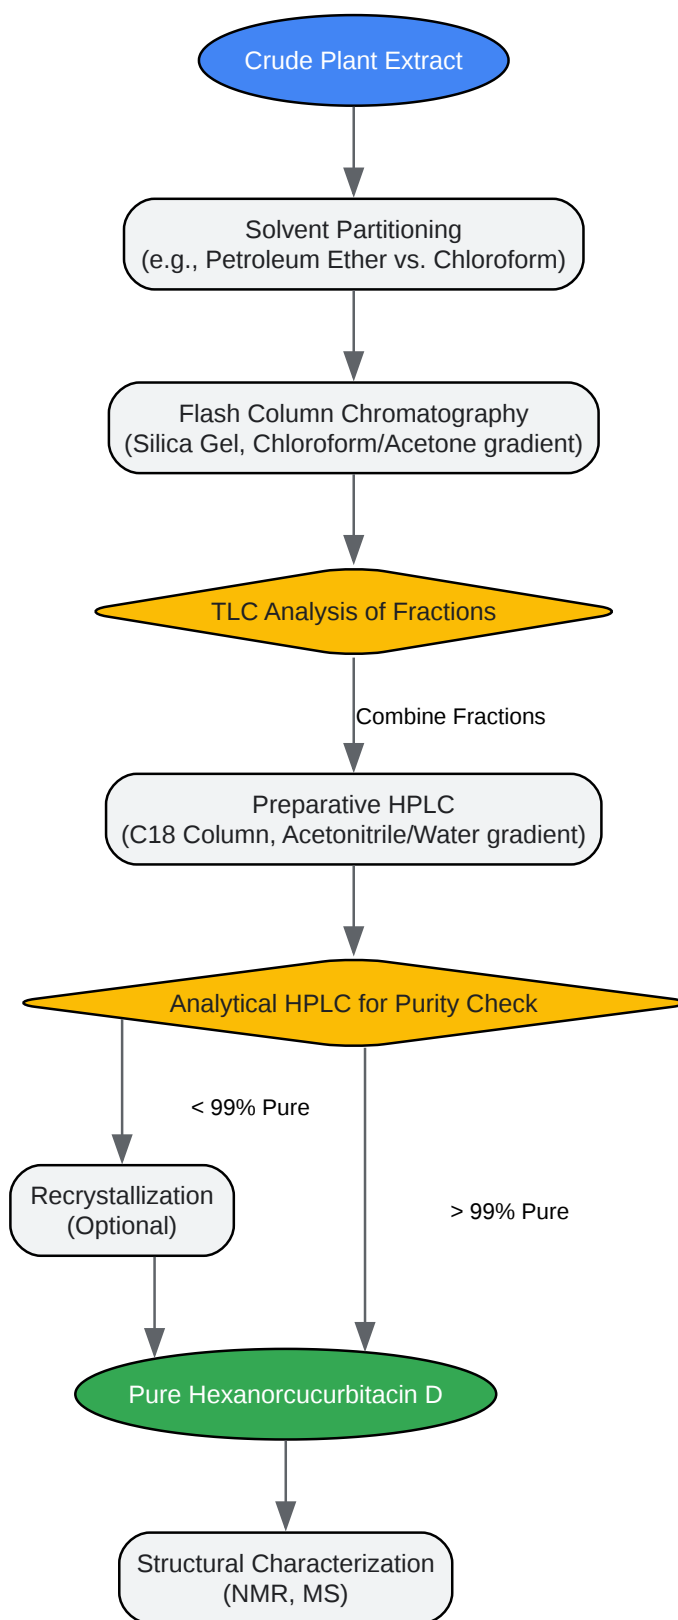 Crude Plant Extract
Solvent Partitioning
(e.g., Petroleum Ether vs. Chloroform)
Flash Column Chromatography
(Silica Gel, Chloroform/Acetone gradient)
TLC Analysis of Fractions
Combine Fractions
Preparative HPLC
(C18 Column, Acetonitrile/Water gradient)
Analytical HPLC for Purity Check
< 99% Pure
Recrystallization
(Optional)
> 99% Pure
Pure Hexanorcucurbitacin D
Structural Characterization
(NMR, MS)